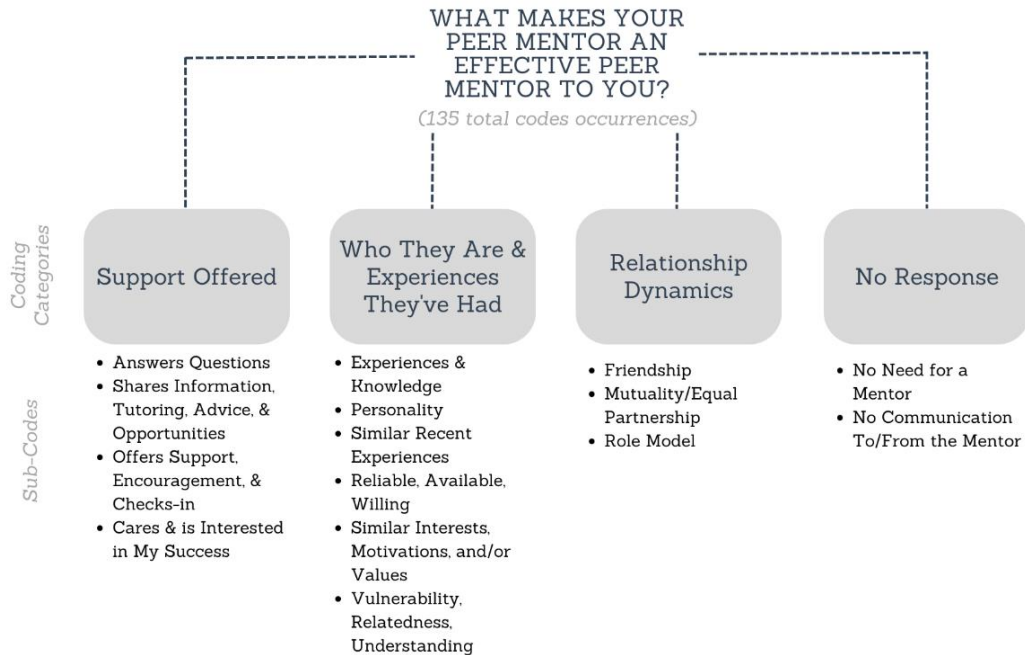 WHAT MAKES YOUR
PEER MENTOR AN
EFFECTIVE PEER
MENTOR TO YOU?
(135 total codes occurrences)
Coding
Categories
Support Offered
Who They Are &
Experiences
They've Had
Relationship
Dynamics
No Response
Sub-Codes
• Answers Questions
• Shares Information,
Tutoring, Advice, &
Opportunities
• Offers Support,
Encouragement, &
Checks-in
• Cares & is Interested
in My Success
• Experiences &
Knowledge
• Personality
• Similar Recent
Experiences
• Reliable, Available,
Willing
• Similar Interests,
Motivations, and/or
Values
• Vulnerability,
Relatedness,
Understanding
• Friendship
• Mutuality/Equal
Partnership
• Role Model
• No Need for a
Mentor
• No Communication
To/From the Mentor